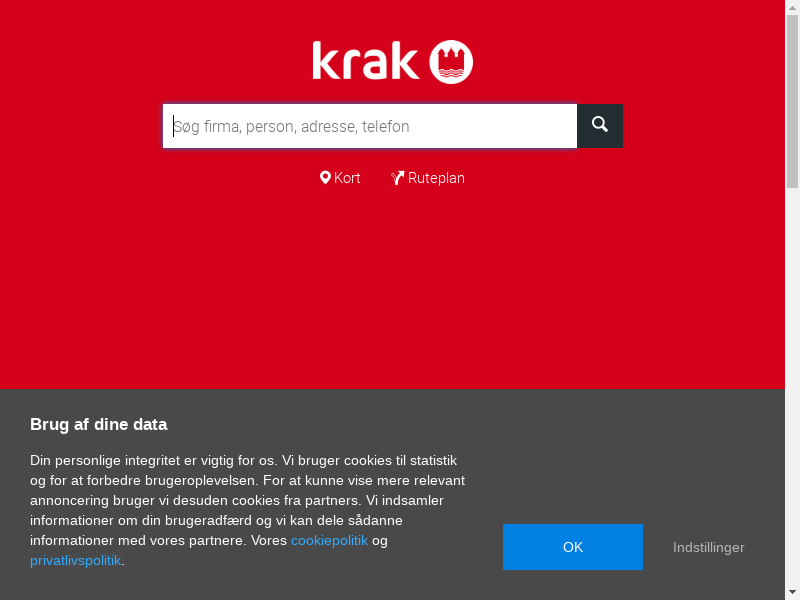 krak
Søg firma, person, adresse, telefon
Kort Ruteplan
Brug af dine data
Din personlige integritet er vigtig for os. Vi bruger cookies til statistik
og for at forbedre brugeroplevelsen. For at kunne vise mere relevant
annoncering bruger vi desuden cookies fra partners. Vi indsamler
informationer om din brugeradfærd og vi kan dele sådanne
informationer med vores partnere. Vores cookiepolitik og
privatlivspolitik.
OK Indstillinger